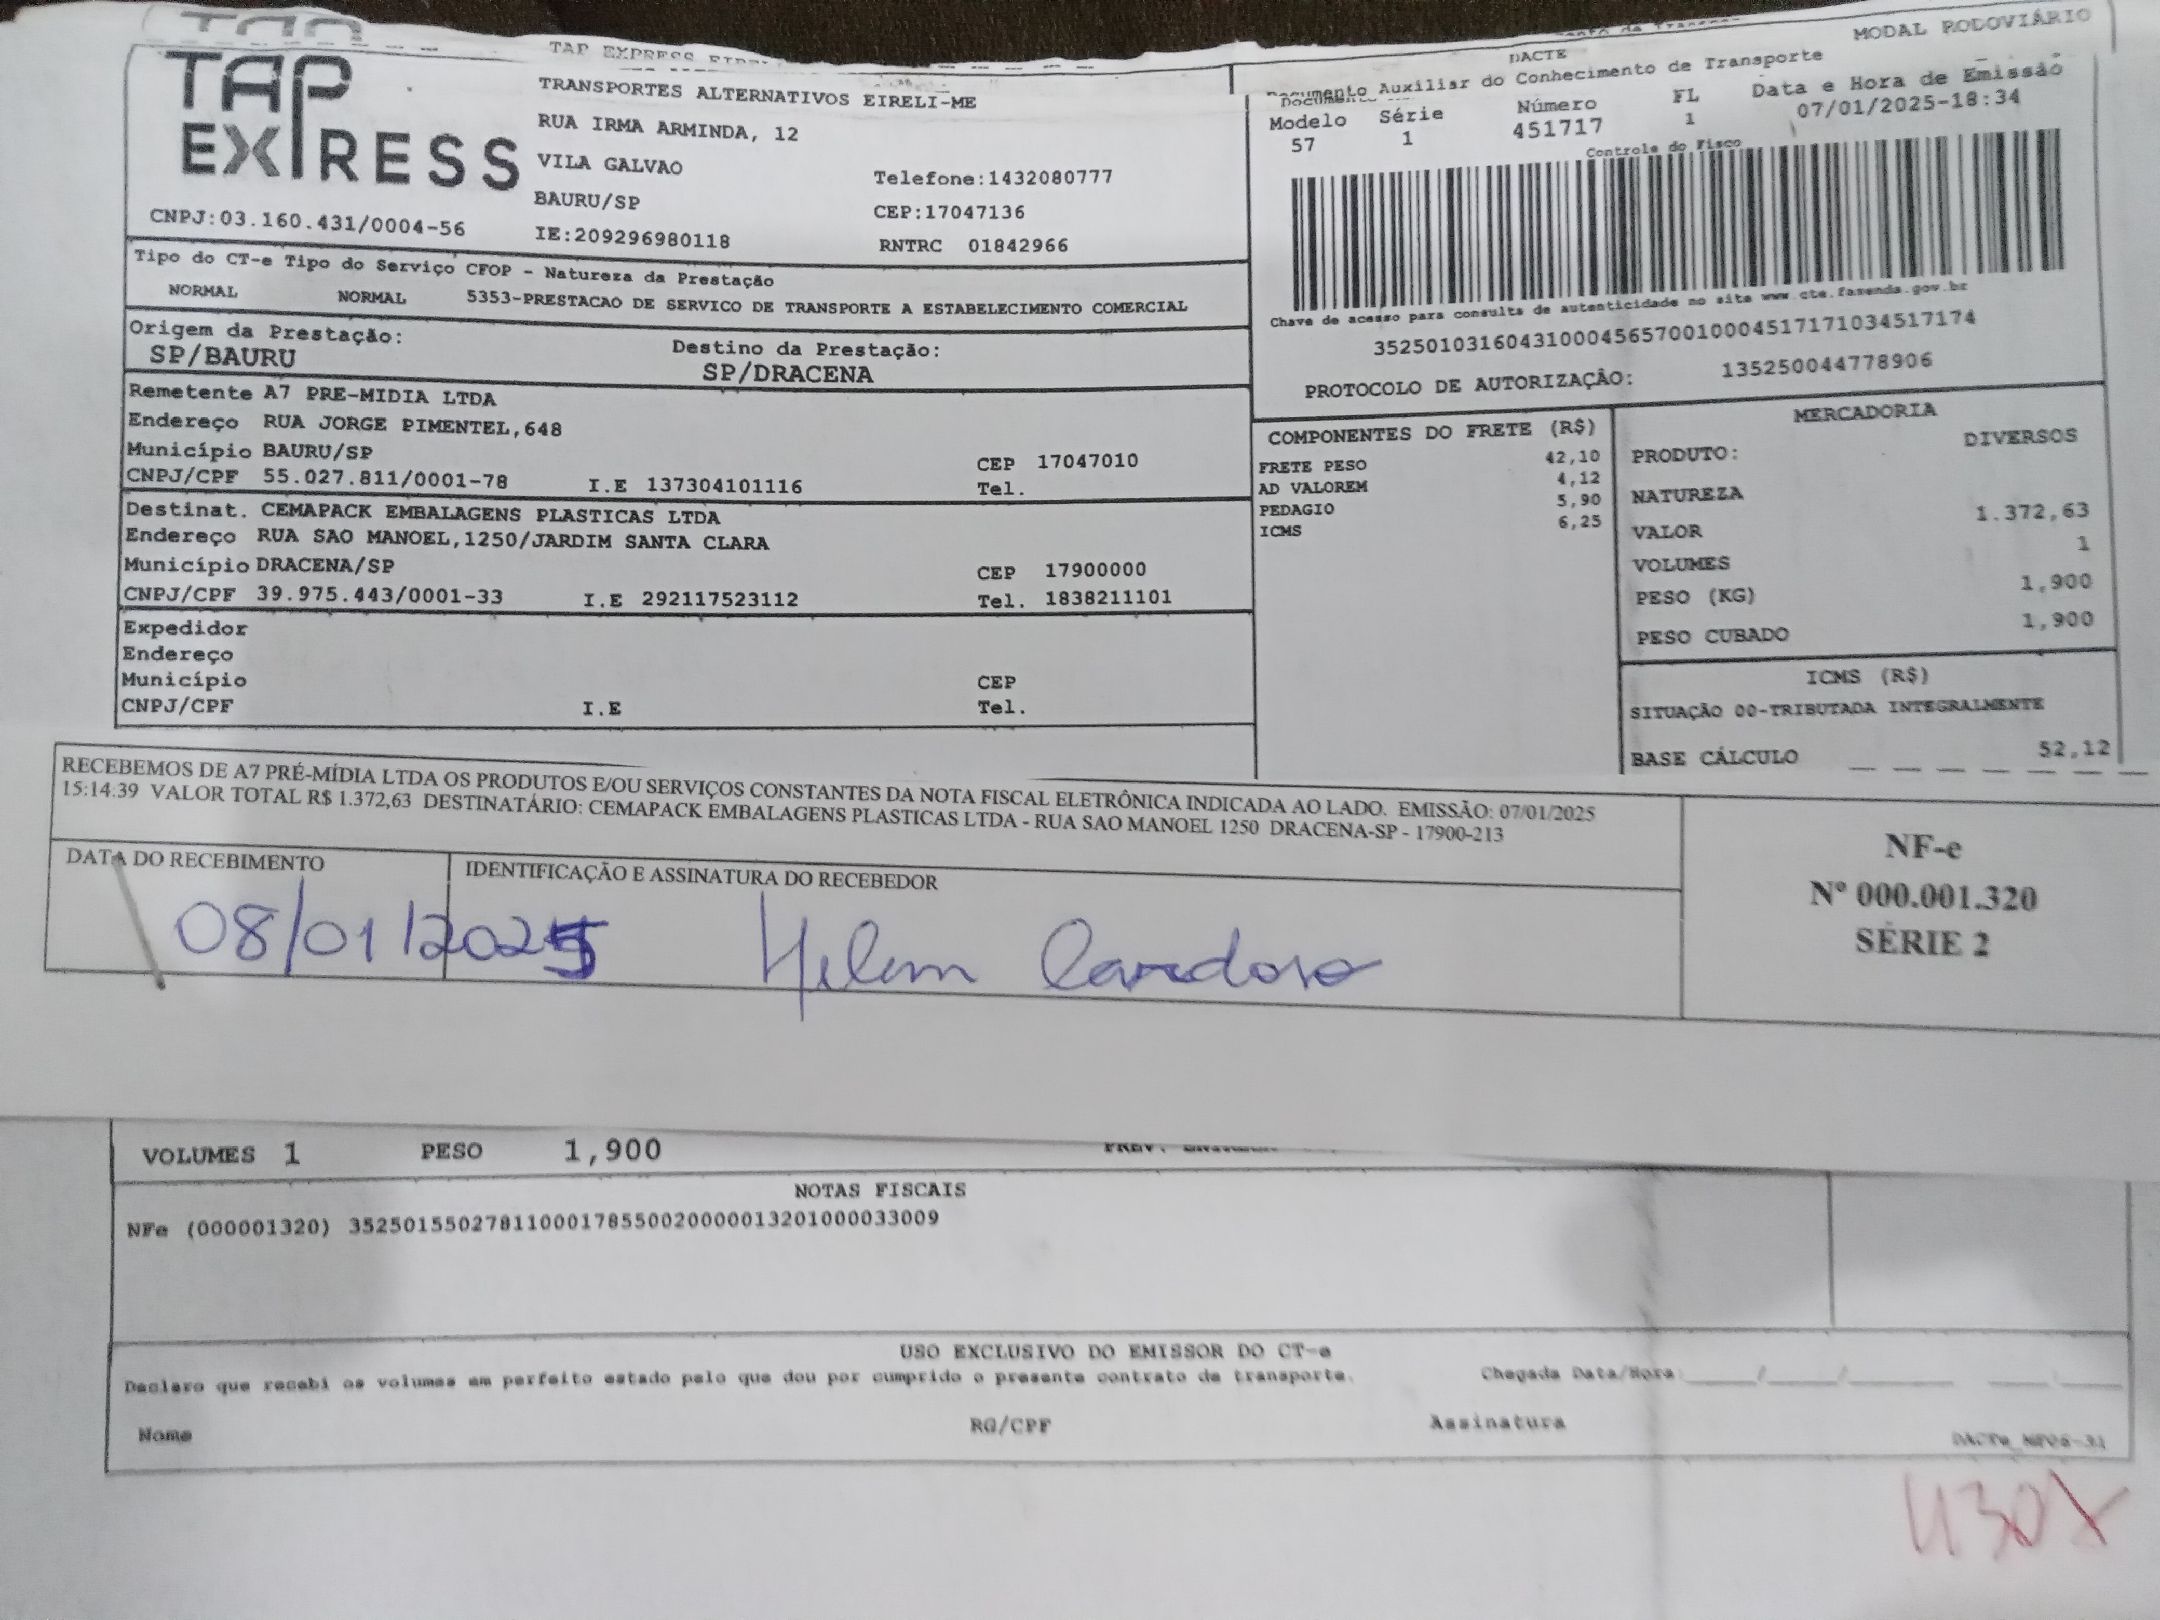 TAP EXPRESS
TRANSPORTES ALTERNATIVOS EIRELI-ME
RUA IRMA ARMINDA, 12
VILA GALVAO
Telefone:1432080777
BAURU/SP
CEP:17047136
CNPJ:03.160.431/0004-56
IE:209296980118
RNTRC 01842966
MODAL RODOVIÁRIO
DACTE
Documento Auxiliar do Conhecimento de Transporte
Modelo Série Número FL Data e Hora de Emissão
57 1 451717 1 07/01/2025-18:34
Controle do Fisco
Chave de acesso para consulta de autenticidade no site www.cte.fazenda.gov.br
35250103160431000456570010004517171034517174
PROTOCOLO DE AUTORIZAÇÃO: 135250044778906
Tipo do CT-e Tipo do Serviço CFOP - Natureza da Prestação
NORMAL NORMAL 5353-PRESTACAO DE SERVICO DE TRANSPORTE A ESTABELECIMENTO COMERCIAL
Origem da Prestação: Destino da Prestação:
SP/BAURU SP/DRACENA
Remetente A7 PRE-MIDIA LTDA
Endereço RUA JORGE PIMENTEL,648
Município BAURU/SP CEP 17047010
CNPJ/CPF 55.027.811/0001-78 I.E 137304101116 Tel.
Destinat. CEMAPACK EMBALAGENS PLASTICAS LTDA
Endereço RUA SAO MANOEL,1250/JARDIM SANTA CLARA
Município DRACENA/SP CEP 17900000
CNPJ/CPF 39.975.443/0001-33 I.E 292117523112 Tel. 1838211101
Expedidor
Endereço
Município CEP
CNPJ/CPF I.E Tel.
COMPONENTES DO FRETE (R$)
FRETE PESO 42,10
AD VALOREM 4,12
PEDAGIO 5,90
ICMS 6,25
MERCADORIA
PRODUTO: DIVERSOS
NATUREZA
VALOR 1.372,63
VOLUMES 1
PESO (KG) 1,900
PESO CUBADO 1,900
ICMS (R$)
SITUAÇÃO 00-TRIBUTADA INTEGRALMENTE
BASE CÁLCULO 52,12
RECEBEMOS DE A7 PRÉ-MÍDIA LTDA OS PRODUTOS E/OU SERVIÇOS CONSTANTES DA NOTA FISCAL ELETRÔNICA INDICADA AO LADO. EMISSÃO: 07/01/2025
15:14:39 VALOR TOTAL R$ 1.372,63 DESTINATÁRIO: CEMAPACK EMBALAGENS PLASTICAS LTDA - RUA SAO MANOEL 1250 DRACENA-SP - 17900-213
DATA DO RECEBIMENTO IDENTIFICAÇÃO E ASSINATURA DO RECEBEDOR
08/01/2025 Helem Cardoso
NF-e
Nº 000.001.320
SÉRIE 2
VOLUMES 1 PESO 1,900
NOTAS FISCAIS
NFe (000001320) 35250155027811000178550020000013201000033009
USO EXCLUSIVO DO EMISSOR DO CT-e
Declaro que recebi os volumes em perfeito estado pelo que dou por cumprido o presente contrato de transporte. Chegada Data/Hora:
Nome RG/CPF Assinatura